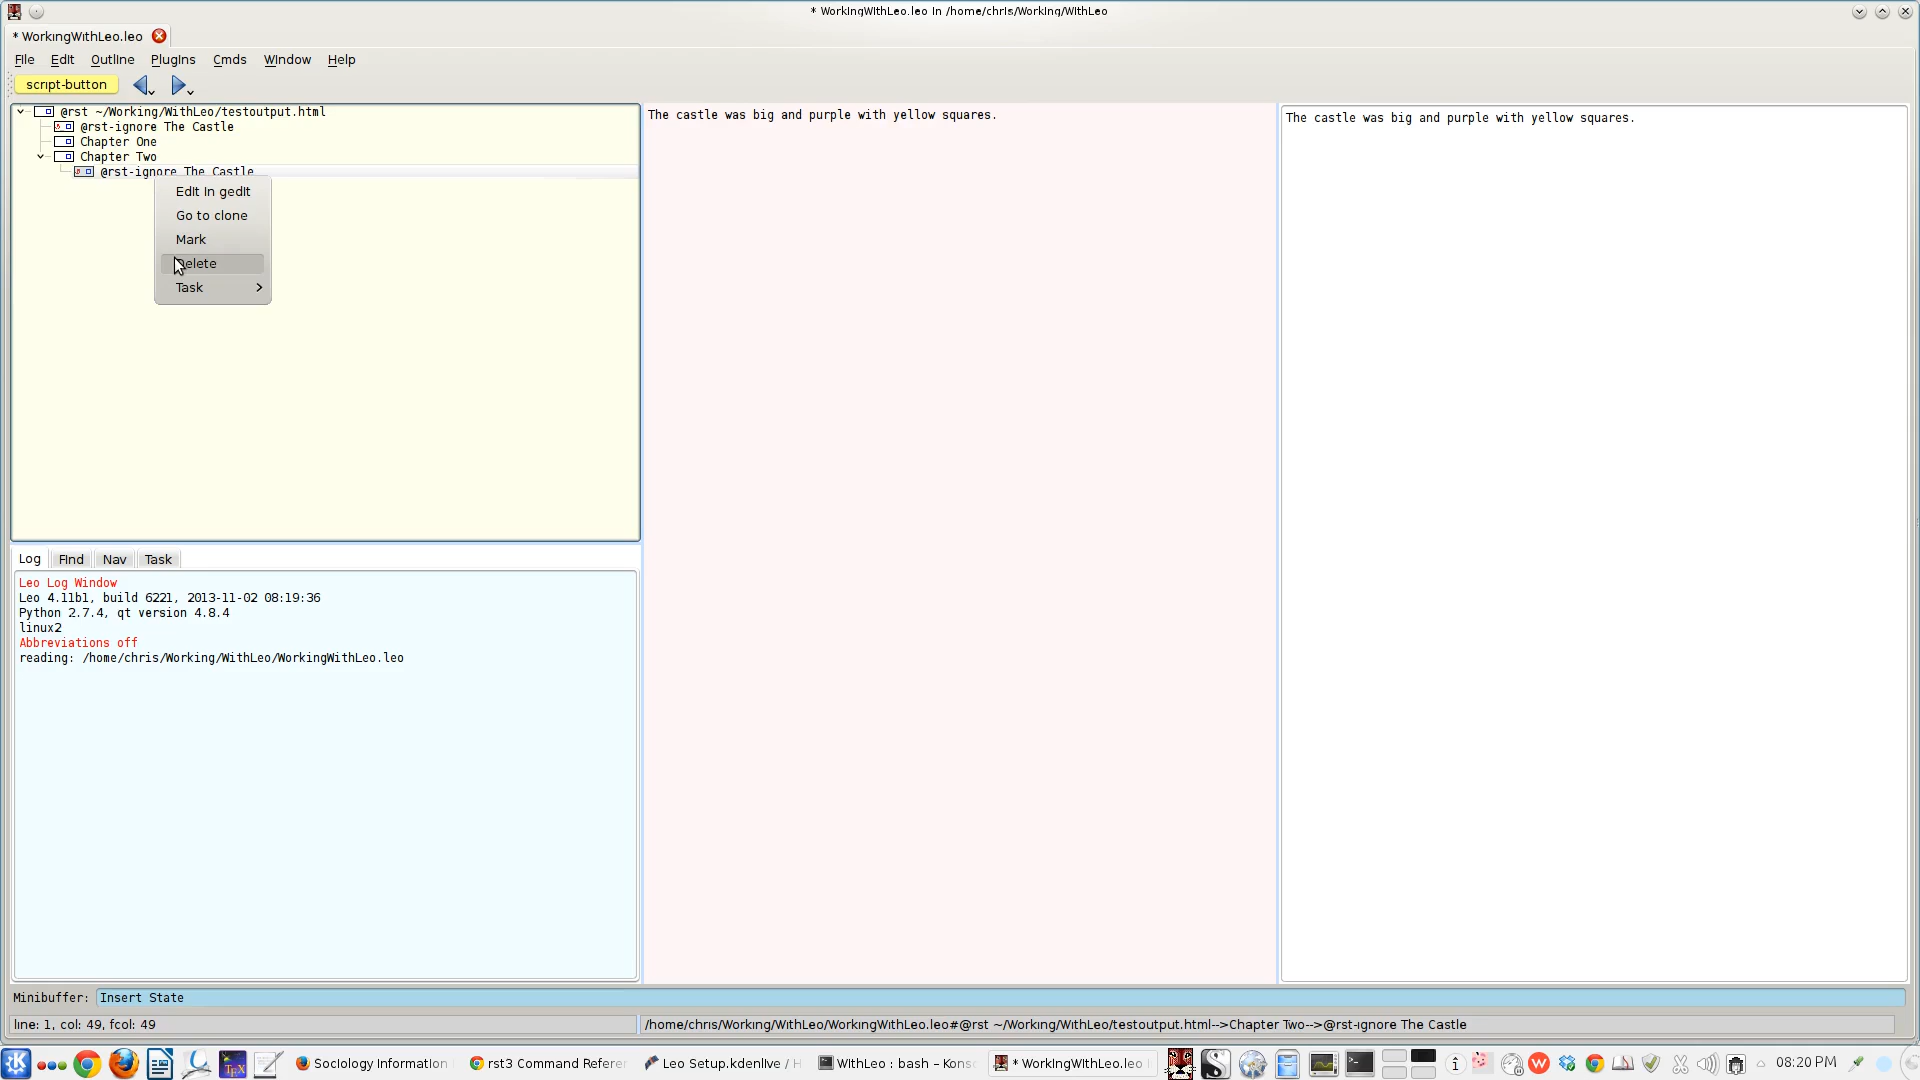 * WorkingWithLeo.leo in /home/chris/Working/WithLeo
* WorkingWithLeo.leo
File Edit Outline Plugins Cmds Window Help
script-button
@rst ~/Working/WithLeo/testoutput.html
@rst-ignore The Castle
Chapter One
Chapter Two
@rst-ignore The Castle
Edit in gedit
Go to clone
Mark
Delete
Task
The castle was big and purple with yellow squares.
The castle was big and purple with yellow squares.
Log Find Nav Task
Leo Log Window
Leo 4.11b1, build 6221, 2013-11-02 08:19:36
Python 2.7.4, qt version 4.8.4
linux2
Abbreviations off
reading: /home/chris/Working/WithLeo/WorkingWithLeo.leo
Minibuffer: Insert State
line: 1, col: 49, fcol: 49
/home/chris/Working/WithLeo/WorkingWithLeo.leo#@rst ~/Working/WithLeo/testoutput.html-->Chapter Two-->@rst-ignore The Castle
Sociology Information rst3 Command Referen Leo Setup.kdenlive / H WithLeo : bash – Kons * WorkingWithLeo.leo 08:20 PM